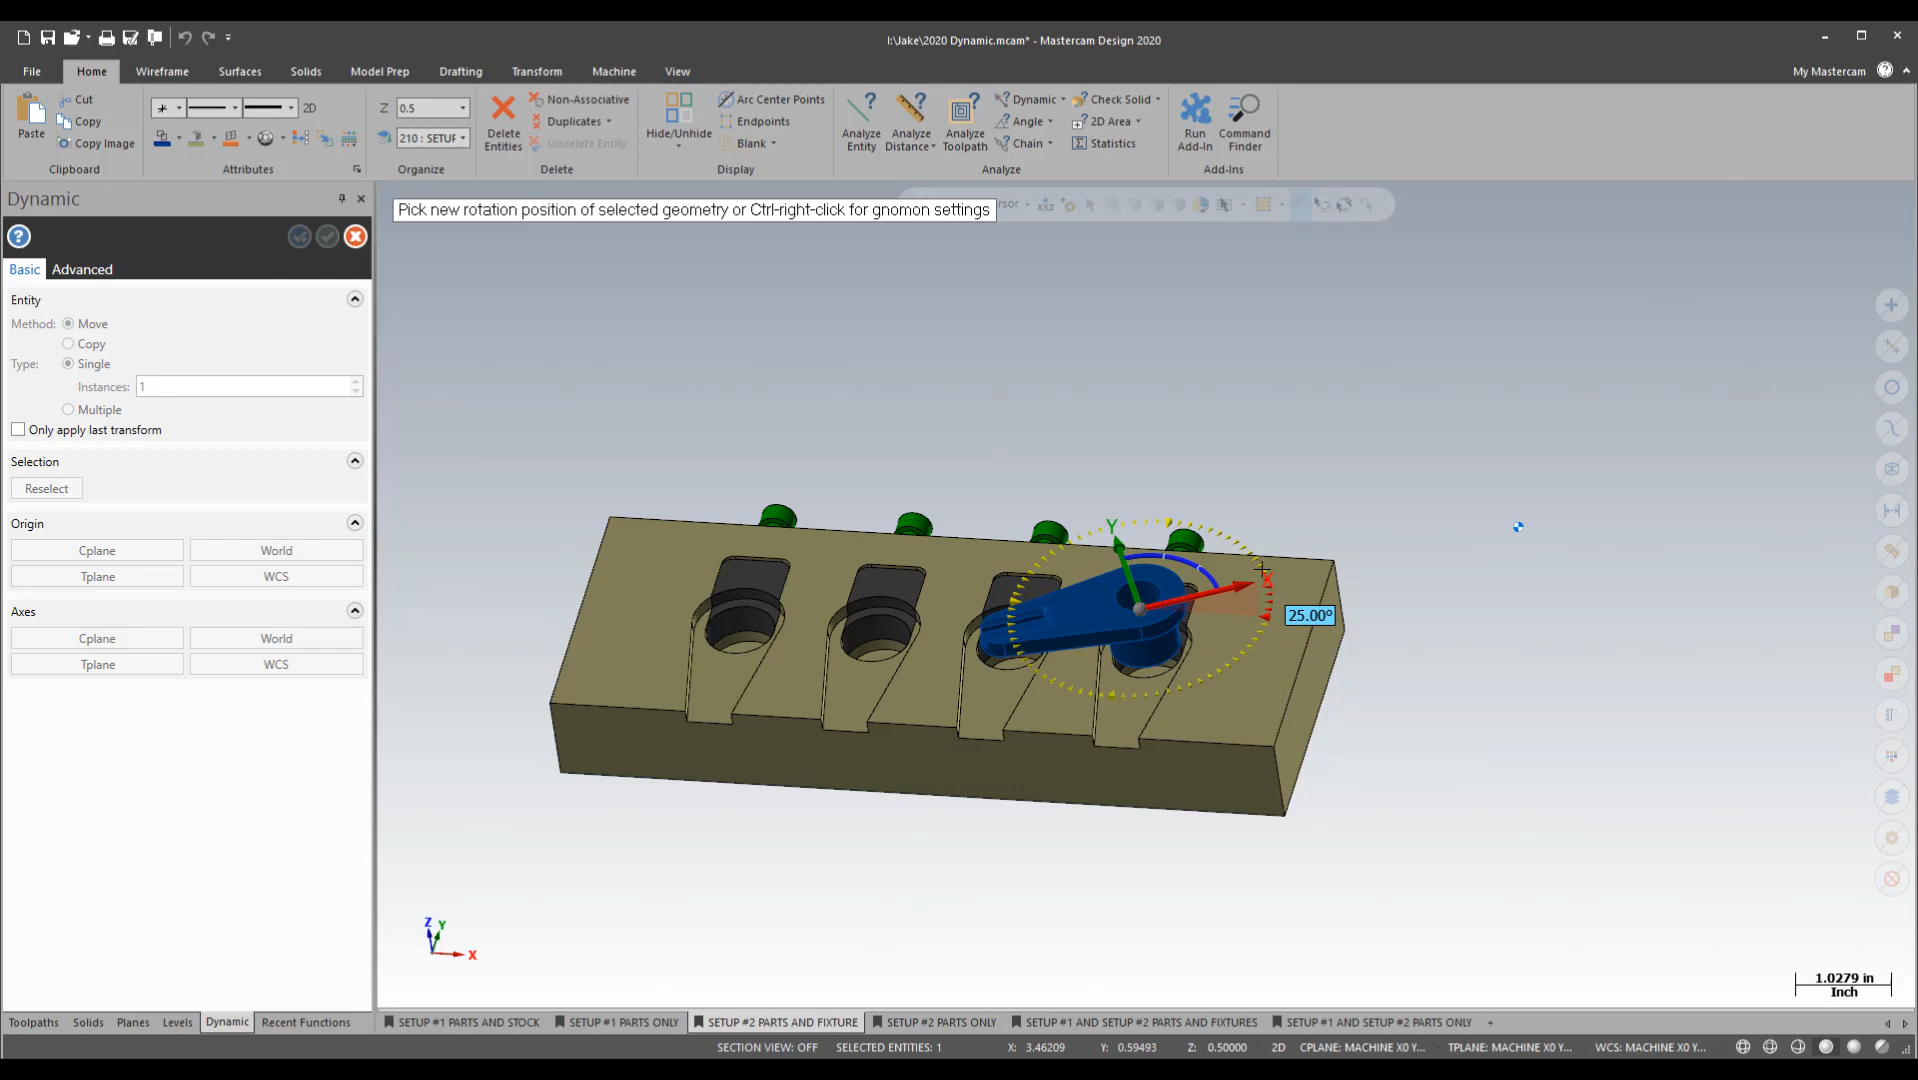 I:\Jake\2020 Dynamic.mcam* - Mastercam Design 2020
File Home Wireframe Surfaces Solids Model Prep Drafting Transform Machine View My Mastercam
Paste
Cut
Copy
Copy Image
Clipboard
2D
Attributes
Z 0.5
210 : SETUF
Organize
Delete Entities
Non-Associative
Duplicates
Undelete Entity
Delete
Hide/Unhide
Arc Center Points
Endpoints
Blank
Display
Analyze Entity
Analyze Distance
Analyze Toolpath
Dynamic
Angle
Chain
Check Solid
2D Area
Statistics
Analyze
Run Add-In
Command Finder
Add-Ins
Dynamic
Pick new rotation position of selected geometry or Ctrl-right-click for gnomon settings
Basic Advanced
Entity
Method: Move
Copy
Type: Single
Instances: 1
Multiple
Only apply last transform
Selection
Reselect
Origin
Cplane World
Tplane WCS
Axes
Cplane World
Tplane WCS
Y
X
25.00°
Z Y
X
1.0279 in
Inch
Toolpaths Solids Planes Levels Dynamic Recent Functions
SETUP #1 PARTS AND STOCK SETUP #1 PARTS ONLY SETUP #2 PARTS AND FIXTURE SETUP #2 PARTS ONLY SETUP #1 AND SETUP #2 PARTS AND FIXTURES SETUP #1 AND SETUP #2 PARTS ONLY +
SECTION VIEW: OFF SELECTED ENTITIES: 1 X: 3.46209 Y: 0.59493 Z: 0.50000 2D CPLANE: MACHINE X0 Y... TPLANE: MACHINE X0 Y... WCS: MACHINE X0 Y...